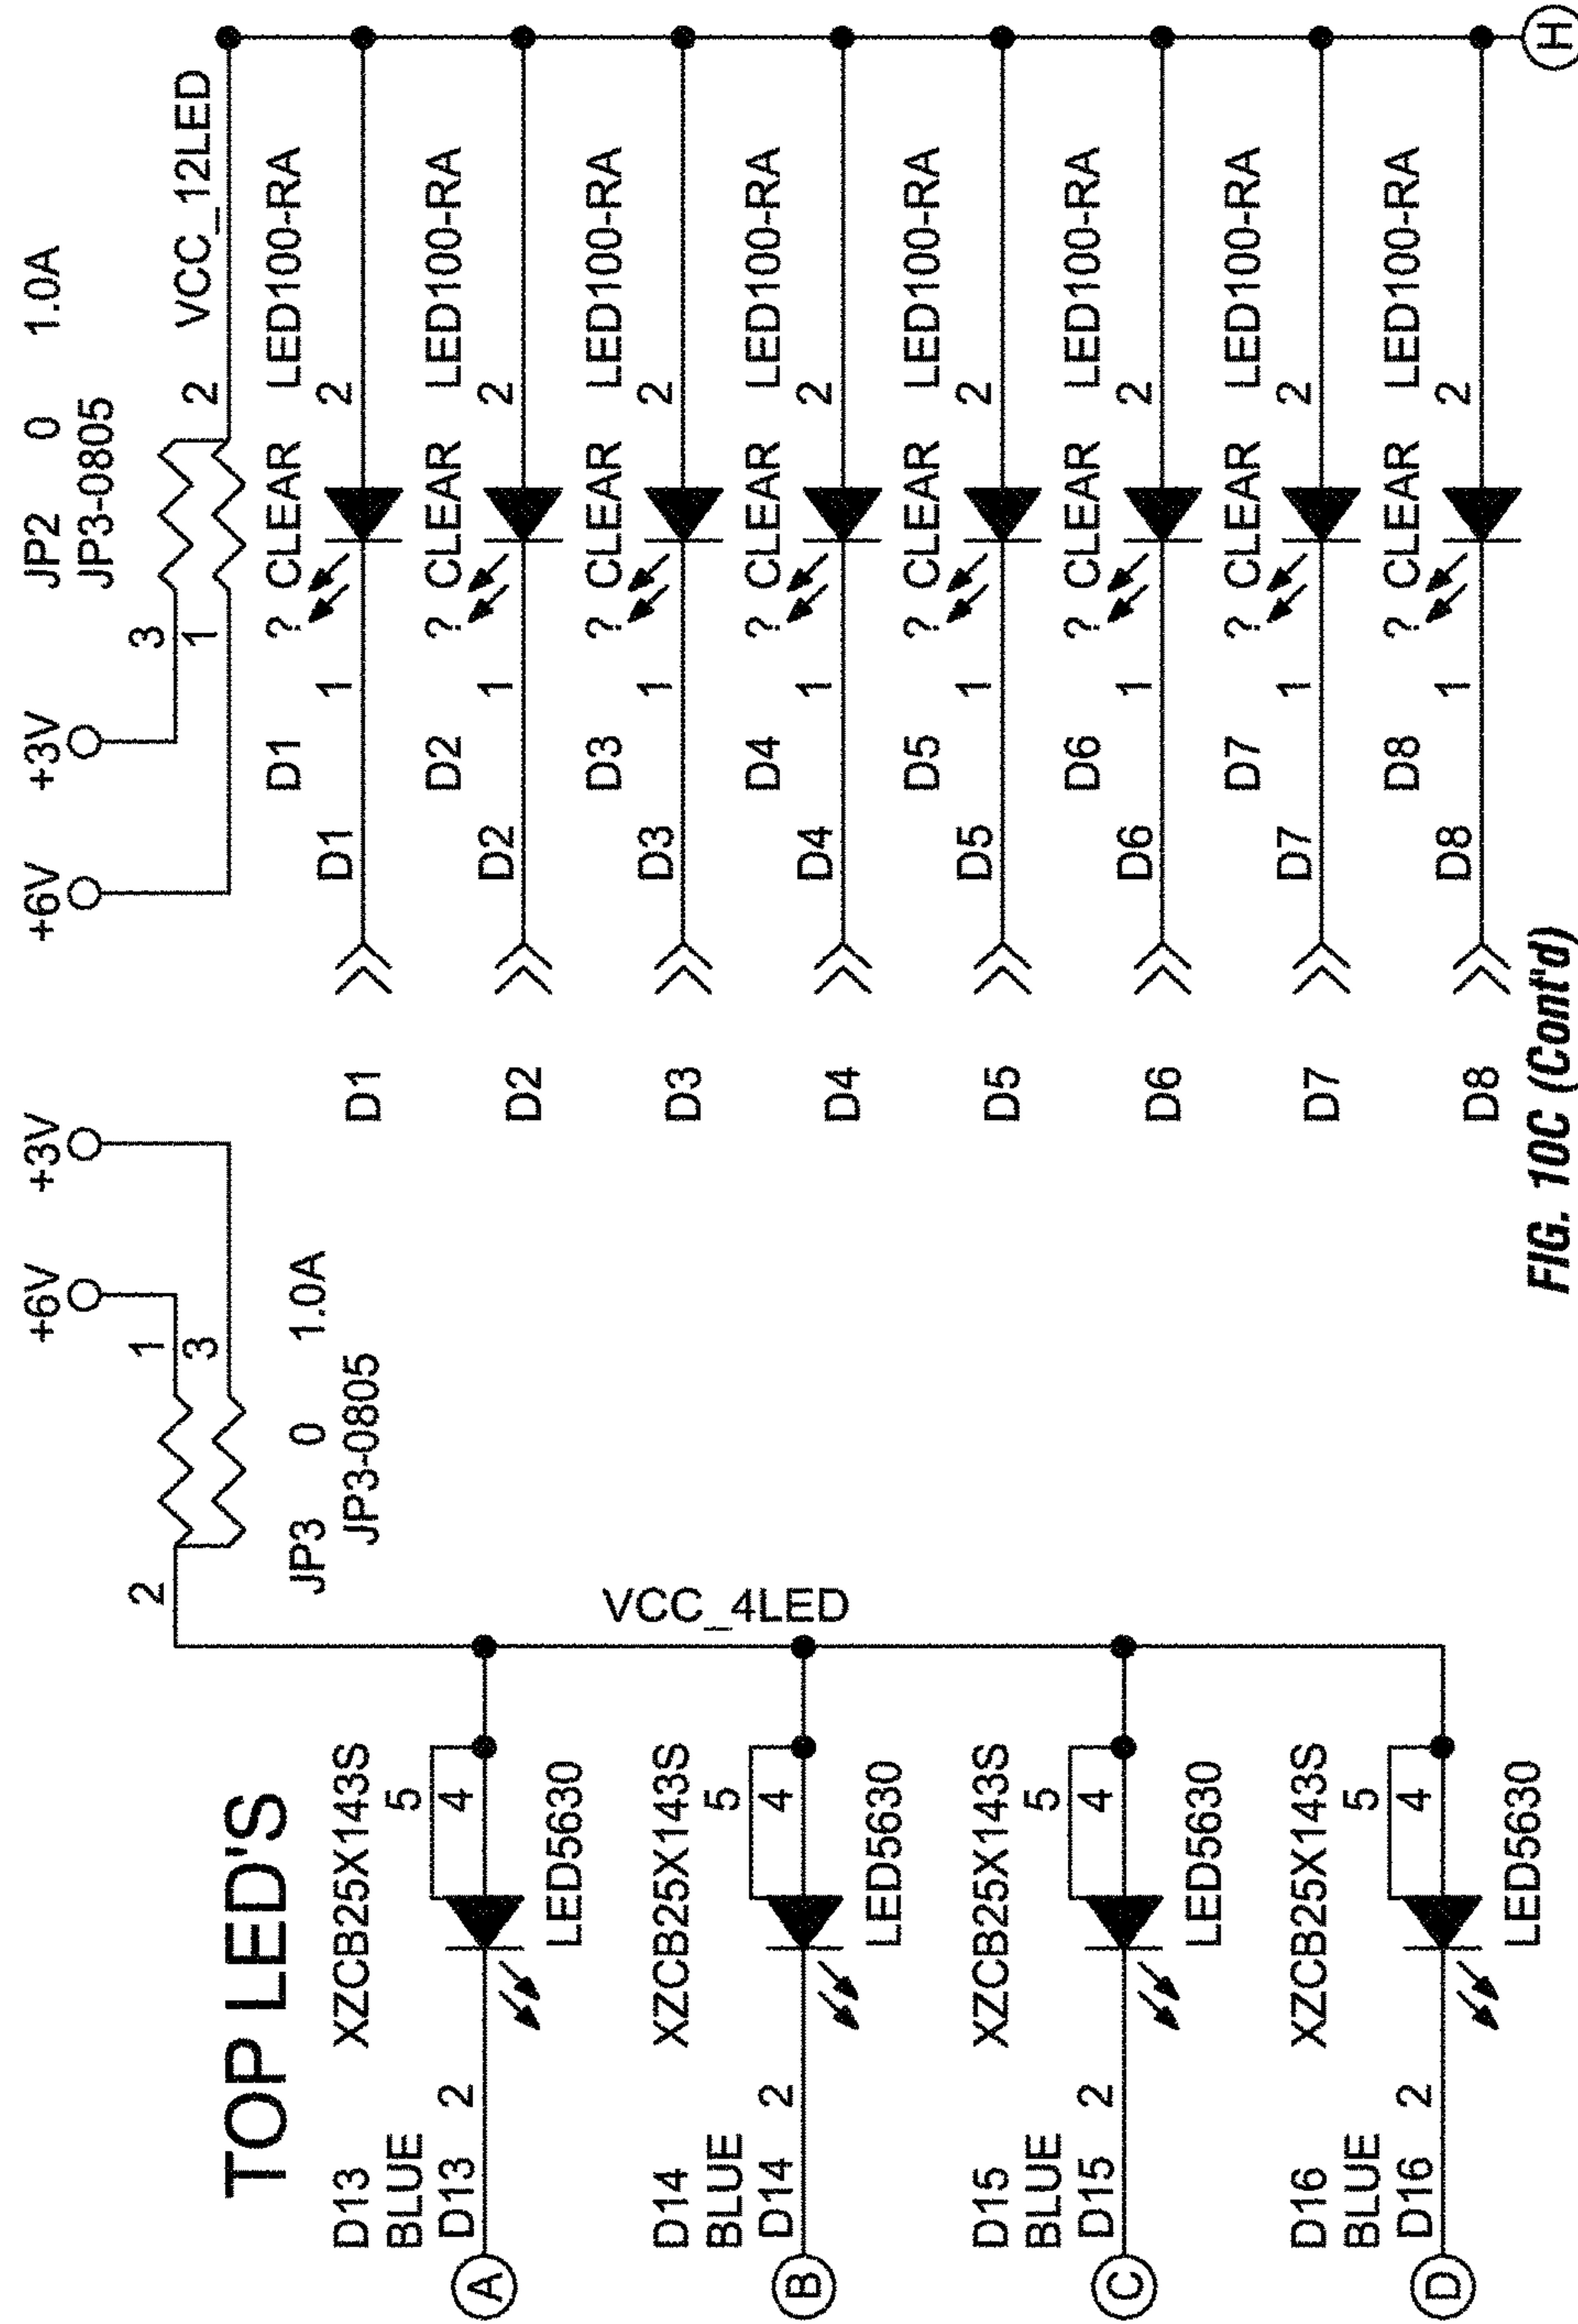 TOP LED'S
D13 XZCB25X143S
BLUE 5
D13 2 4
A
LED5630
D14 XZCB25X143S
BLUE 5
D14 2 4
B
LED5630
D15 XZCB25X143S
BLUE 5
D15 2 4
C
LED5630
D16 XZCB25X143S
BLUE 5
D16 2 4
D
LED5630
+6V +3V
2 1
3
JP3 0 1.0A
JP3-0805
VCC_4LED
+6V +3V JP2 0 1.0A
JP3-0805
3
1 2 VCC_12LED
D1 ? CLEAR LED100-RA
D1 D1 1 2
D2 ? CLEAR LED100-RA
D2 D2 1 2
D3 ? CLEAR LED100-RA
D3 D3 1 2
D4 ? CLEAR LED100-RA
D4 D4 1 2
D5 ? CLEAR LED100-RA
D5 D5 1 2
D6 ? CLEAR LED100-RA
D6 D6 1 2
D7 ? CLEAR LED100-RA
D7 D7 1 2
D8 ? CLEAR LED100-RA
D8 D8 1 2
H
FIG. 10C (Cont'd)